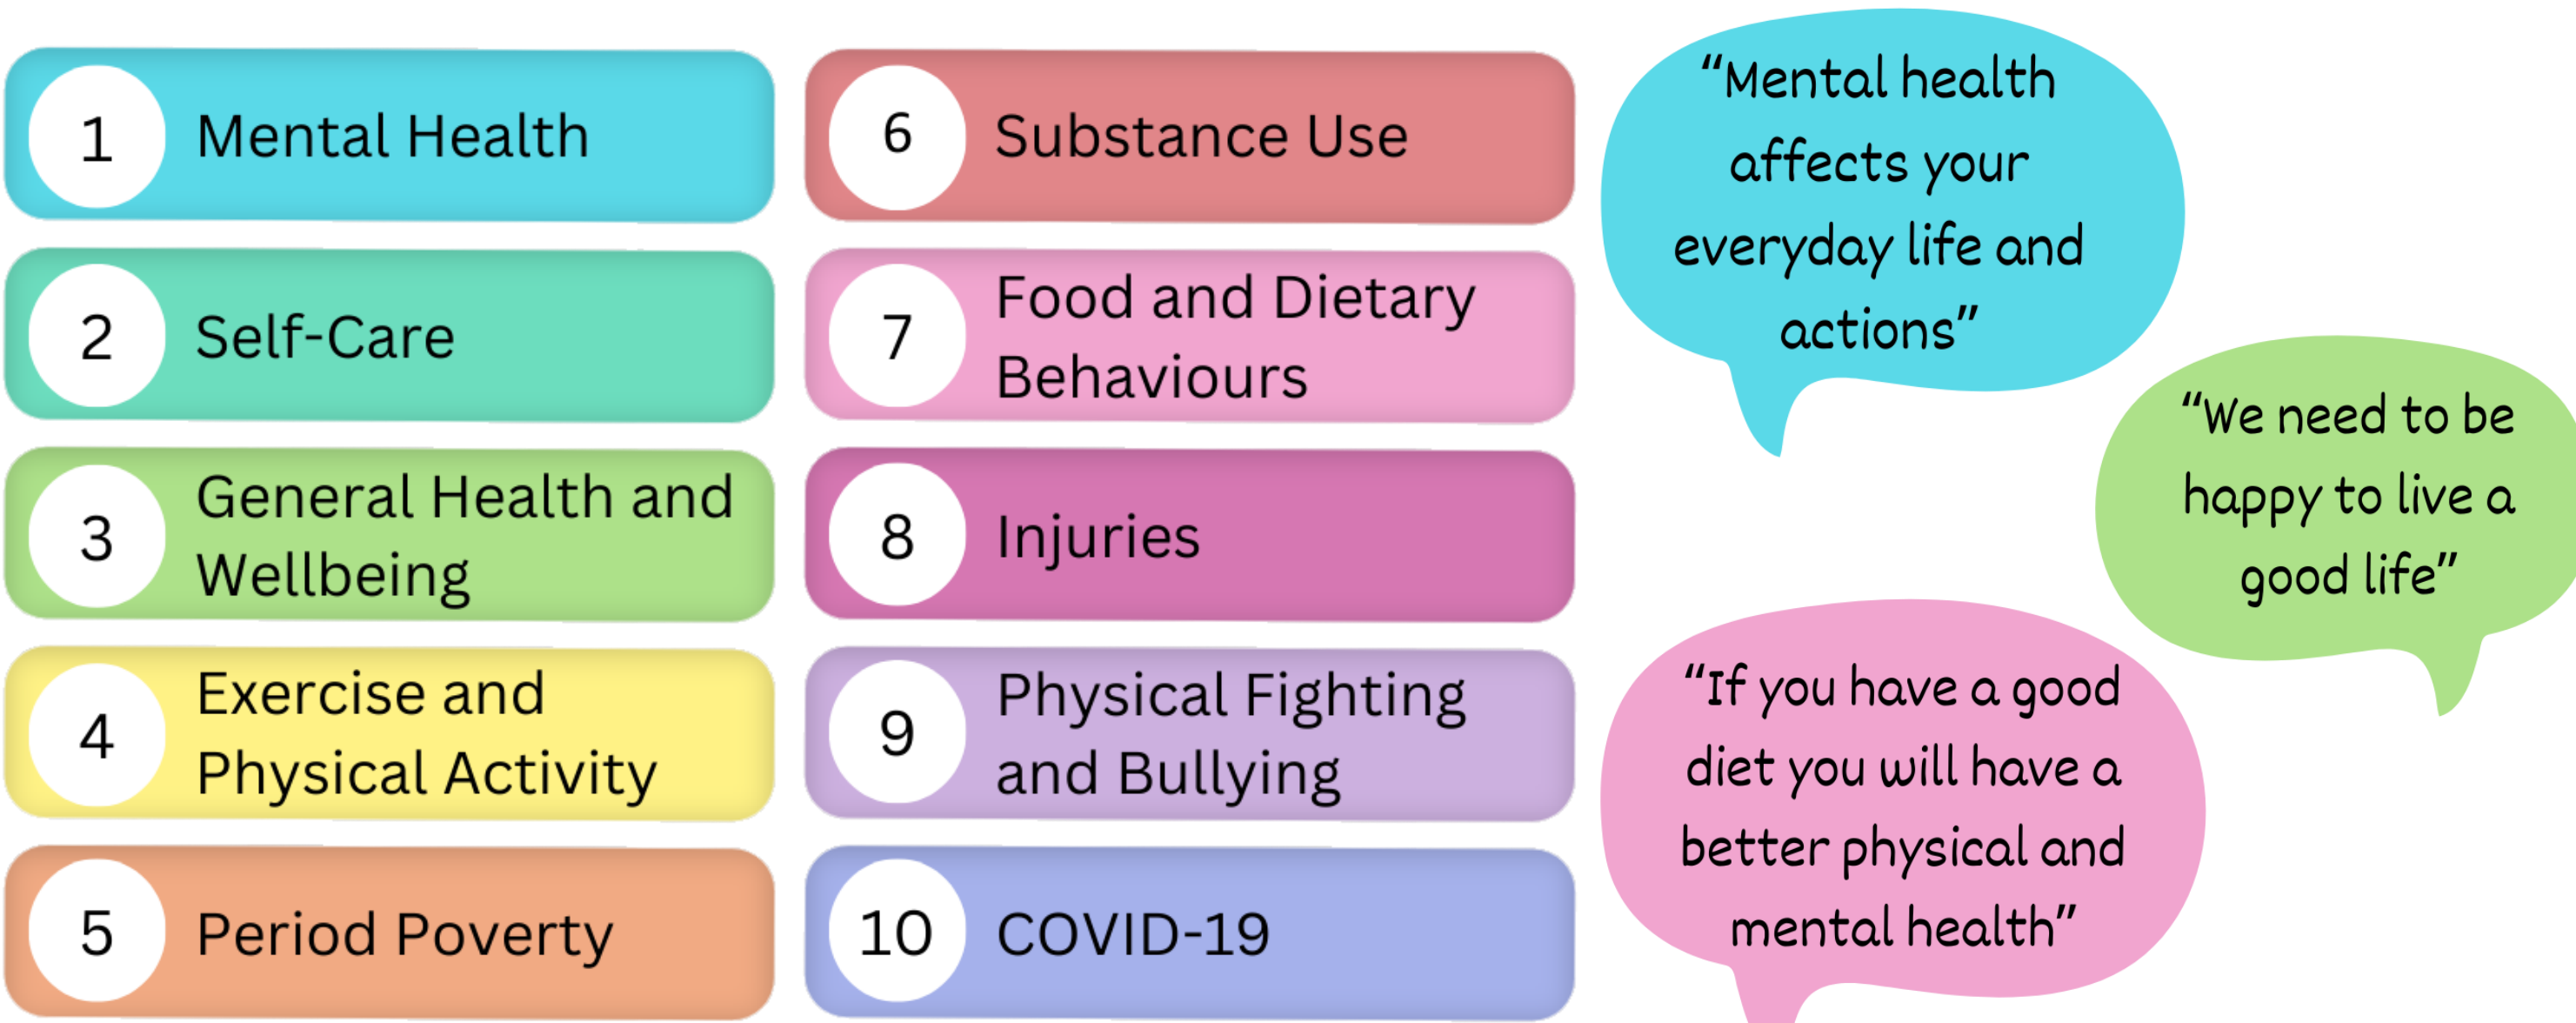 1 Mental Health
2 Self-Care
3 General Health and
Wellbeing
4 Exercise and
Physical Activity
5 Period Poverty
6 Substance Use
7 Food and Dietary
Behaviours
8 Injuries
9 Physical Fighting
and Bullying
10 COVID-19
“Mental health
affects your
everyday life and
actions”
“We need to be
happy to live a
good life”
“If you have a good
diet you will have a
better physical and
mental health”